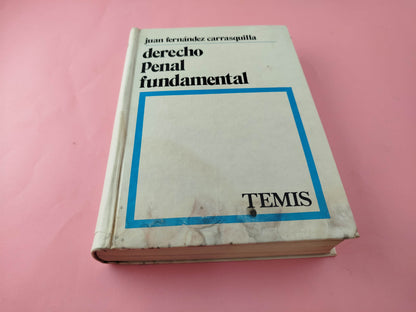 juan fernández carrasquilla
derecho
Penal
fundamental
TEMIS